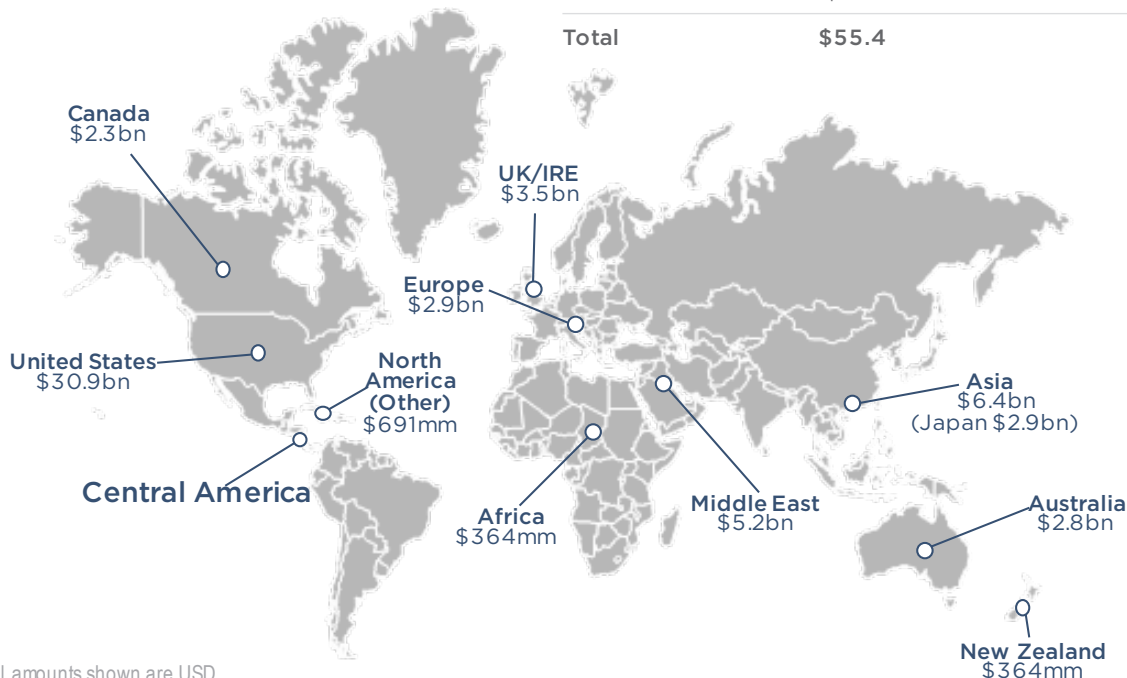 Total $55.4
Canada
$2.3bn
UK/IRE
$3.5bn
Europe
$2.9bn
United States
$30.9bn
North
America
(Other)
$691mm
Asia
$6.4bn
(Japan $2.9bn)
Central America
Africa
$364mm
Middle East
$5.2bn
Australia
$2.8bn
New Zealand
$364mm
amounts shown are USD